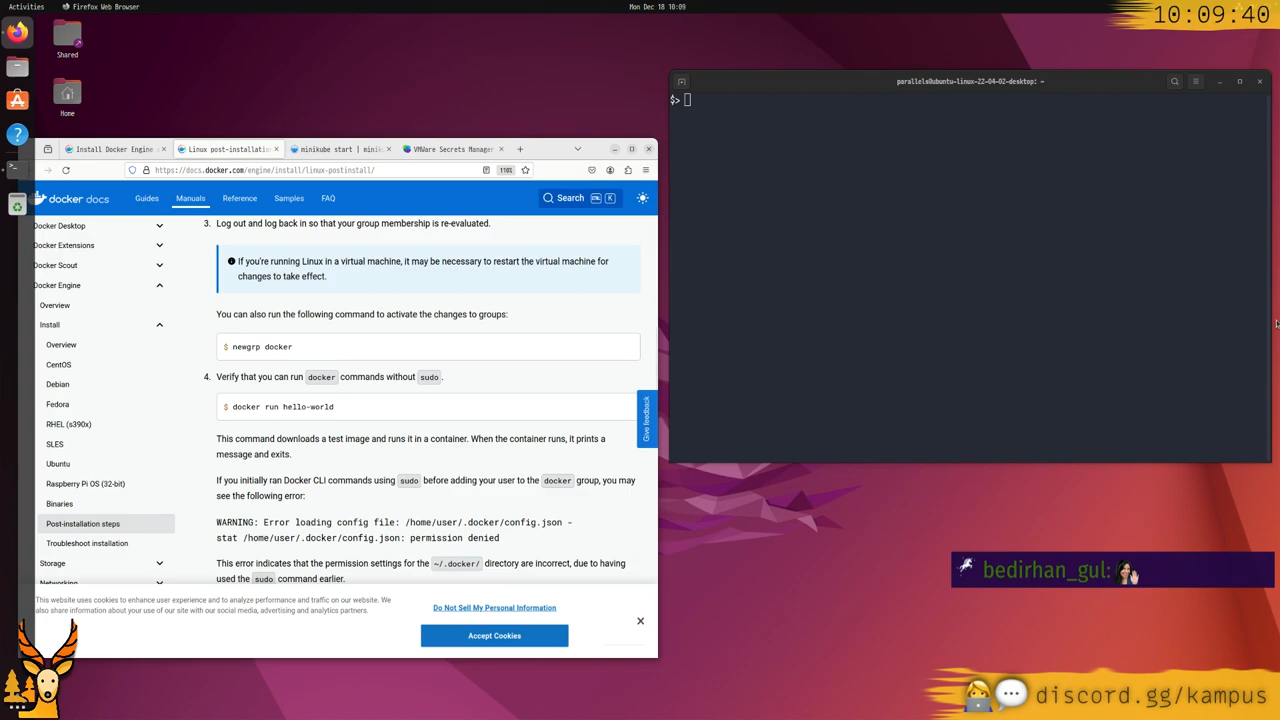 Activities
Firefox Web Browser
Mon Dec 18 10:09
10:09:40
Shared
Home
parallels@ubuntu-linux-22-04-02-desktop: ~
$>
Install Docker Engine
Linux post-installatio
minikube start | mini
VMWare Secrets Manager
https://docs.docker.com/engine/install/linux-postinstall/
110%
docker docs
Guides
Manuals
Reference
Samples
FAQ
Search
K
Docker Desktop
Docker Extensions
Docker Scout
Docker Engine
Overview
Install
Overview
CentOS
Debian
Fedora
RHEL (s390x)
SLES
Ubuntu
Raspberry Pi OS (32-bit)
Binaries
Post-installation steps
Troubleshoot installation
Storage
Networking
3. Log out and log back in so that your group membership is re-evaluated.
If you're running Linux in a virtual machine, it may be necessary to restart the virtual machine for
changes to take effect.
You can also run the following command to activate the changes to groups:
$ newgrp docker
4. Verify that you can run docker commands without sudo.
$ docker run hello-world
This command downloads a test image and runs it in a container. When the container runs, it prints a
message and exits.
If you initially ran Docker CLI commands using sudo before adding your user to the docker group, you may
see the following error:
WARNING: Error loading config file: /home/user/.docker/config.json -
stat /home/user/.docker/config.json: permission denied
This error indicates that the permission settings for the ~/.docker/ directory are incorrect, due to having
used the sudo command earlier.
Give feedback
This website uses cookies to enhance user experience and to analyze performance and traffic on our website. We
also share information about your use of our site with our social media, advertising and analytics partners.
Do Not Sell My Personal Information
Accept Cookies
bedirhan_gul:
discord.gg/kampus